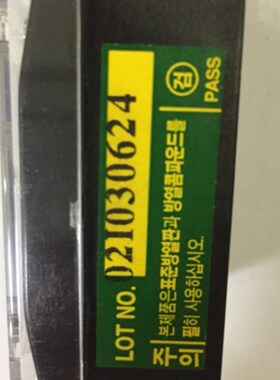 LOT NO. 021030624
검
PASS
주의
본제품은표준방열판과 방열콤파운드를
필히 사용하십시오.